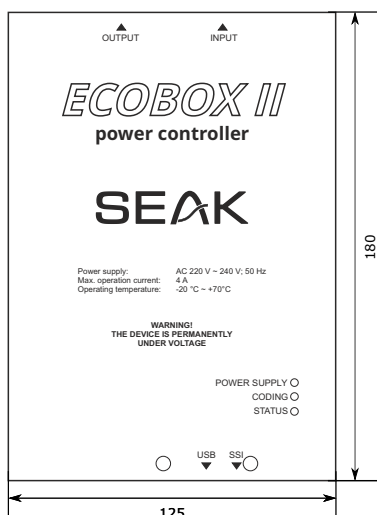 OUTPUT INPUT
ECOBOX II
power controller
SEAK
Power supply: AC 220 V ~ 240 V; 50 Hz
Max. operation current: 4 A
Operating temperature: -20 °C ~ +70°C
WARNING!
THE DEVICE IS PERMANENTLY
UNDER VOLTAGE
180
POWER SUPPLY
CODING
STATUS
USB SSI
125